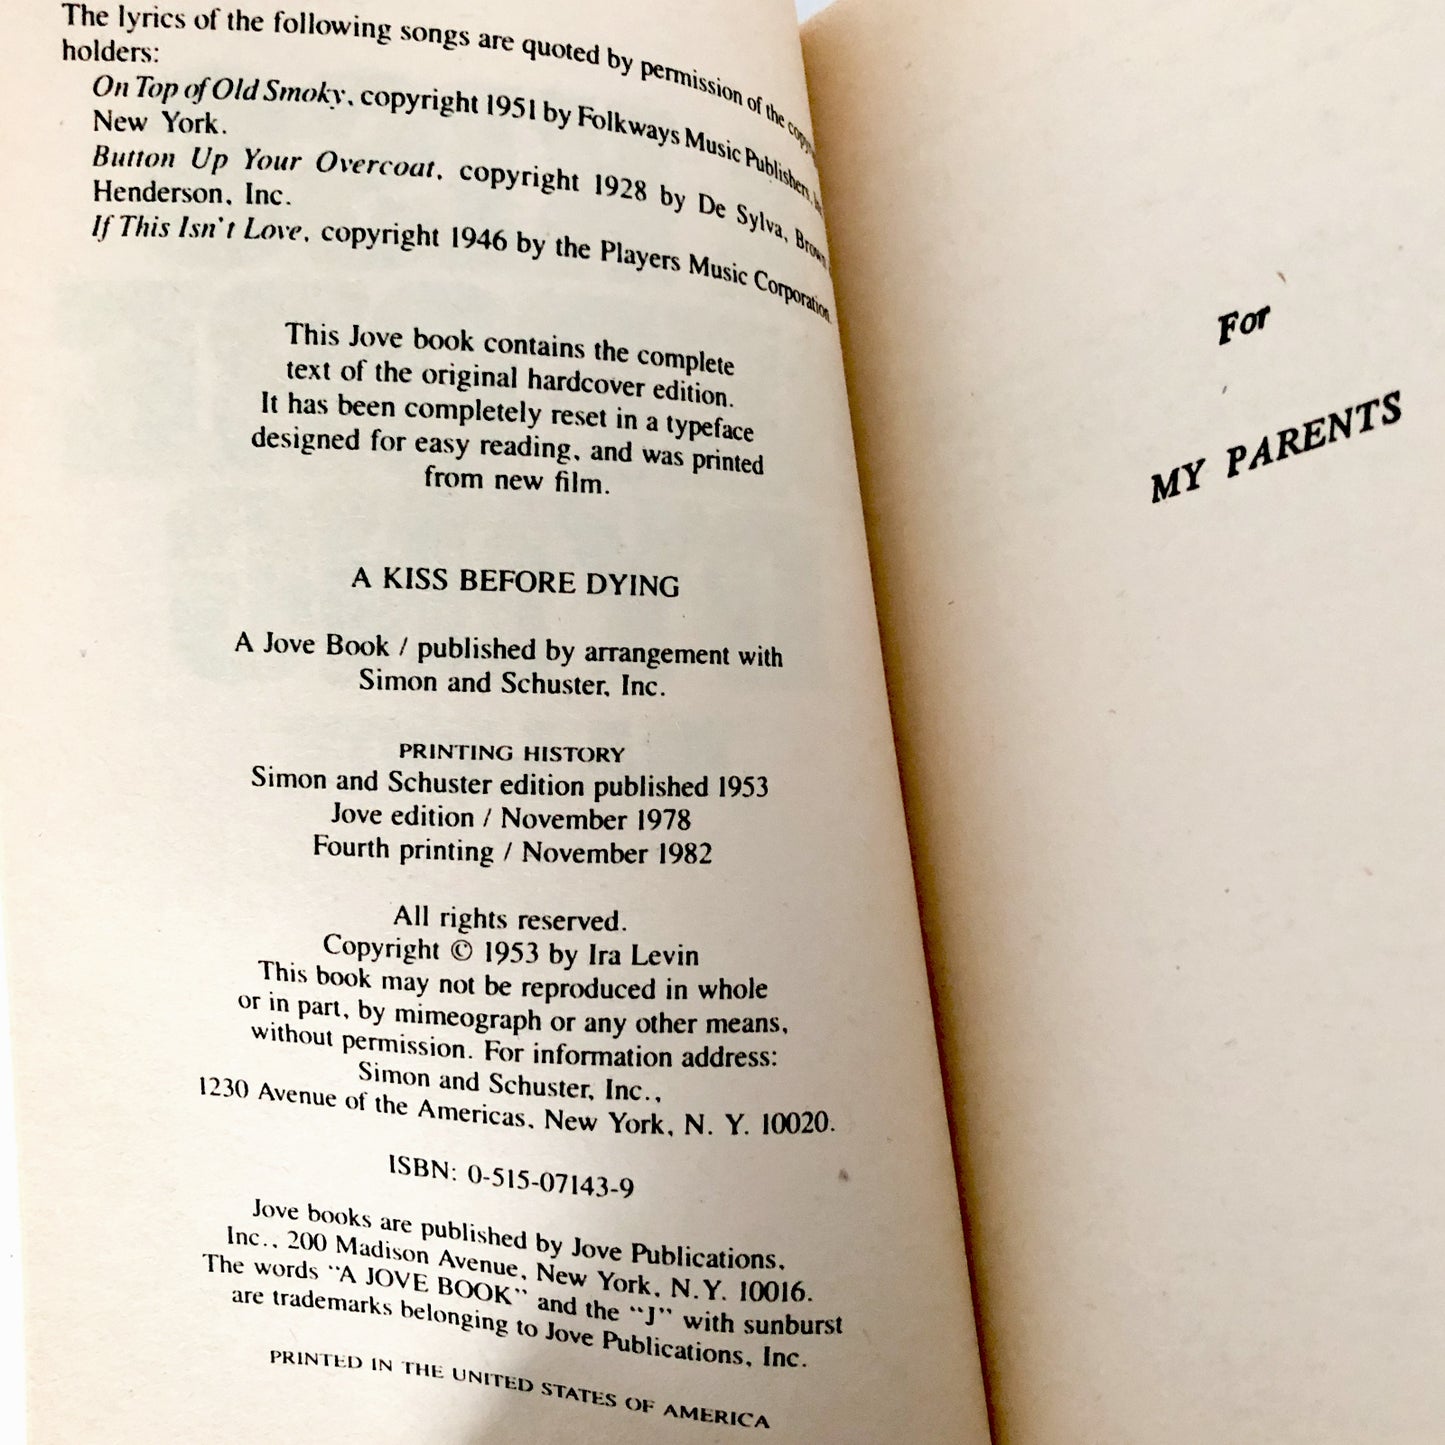 The lyrics of the following songs are quoted by permission of the
holders:
On Top of Old Smoky, copyright 1951 by Folkways Music Publishers,
New York.
Button Up Your Overcoat, copyright 1928 by De Sylva, Brown
Henderson, Inc.
If This Isn't Love, copyright 1946 by the Players Music Corporation.
This Jove book contains the complete
text of the original hardcover edition.
It has been completely reset in a typeface
designed for easy reading, and was printed
from new film.
A KISS BEFORE DYING
A Jove Book / published by arrangement with
Simon and Schuster, Inc.
PRINTING HISTORY
Simon and Schuster edition published 1953
Jove edition / November 1978
Fourth printing / November 1982
All rights reserved.
Copyright © 1953 by Ira Levin
This book may not be reproduced in whole
or in part, by mimeograph or any other means,
without permission. For information address:
Simon and Schuster, Inc.,
1230 Avenue of the Americas, New York, N. Y. 10020.
ISBN: 0-515-07143-9
Jove books are published by Jove Publications,
Inc., 200 Madison Avenue, New York, N.Y. 10016.
The words "A JOVE BOOK" and the "J" with sunburst
are trademarks belonging to Jove Publications, Inc.
PRINTED IN THE UNITED STATES OF AMERICA
For
MY PARENTS